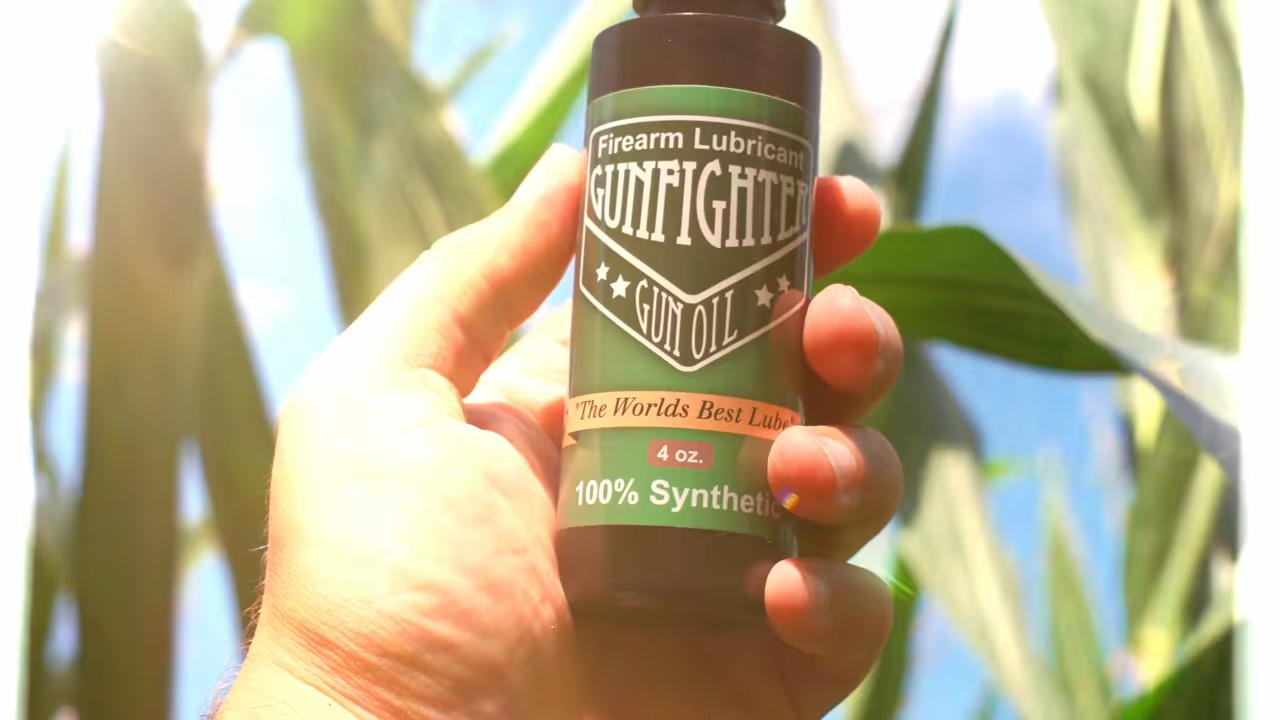 Firearm Lubricant
GUNFIGHTER
GUN OIL
"The Worlds Best Lube"
4 oz.
100% Synthetic